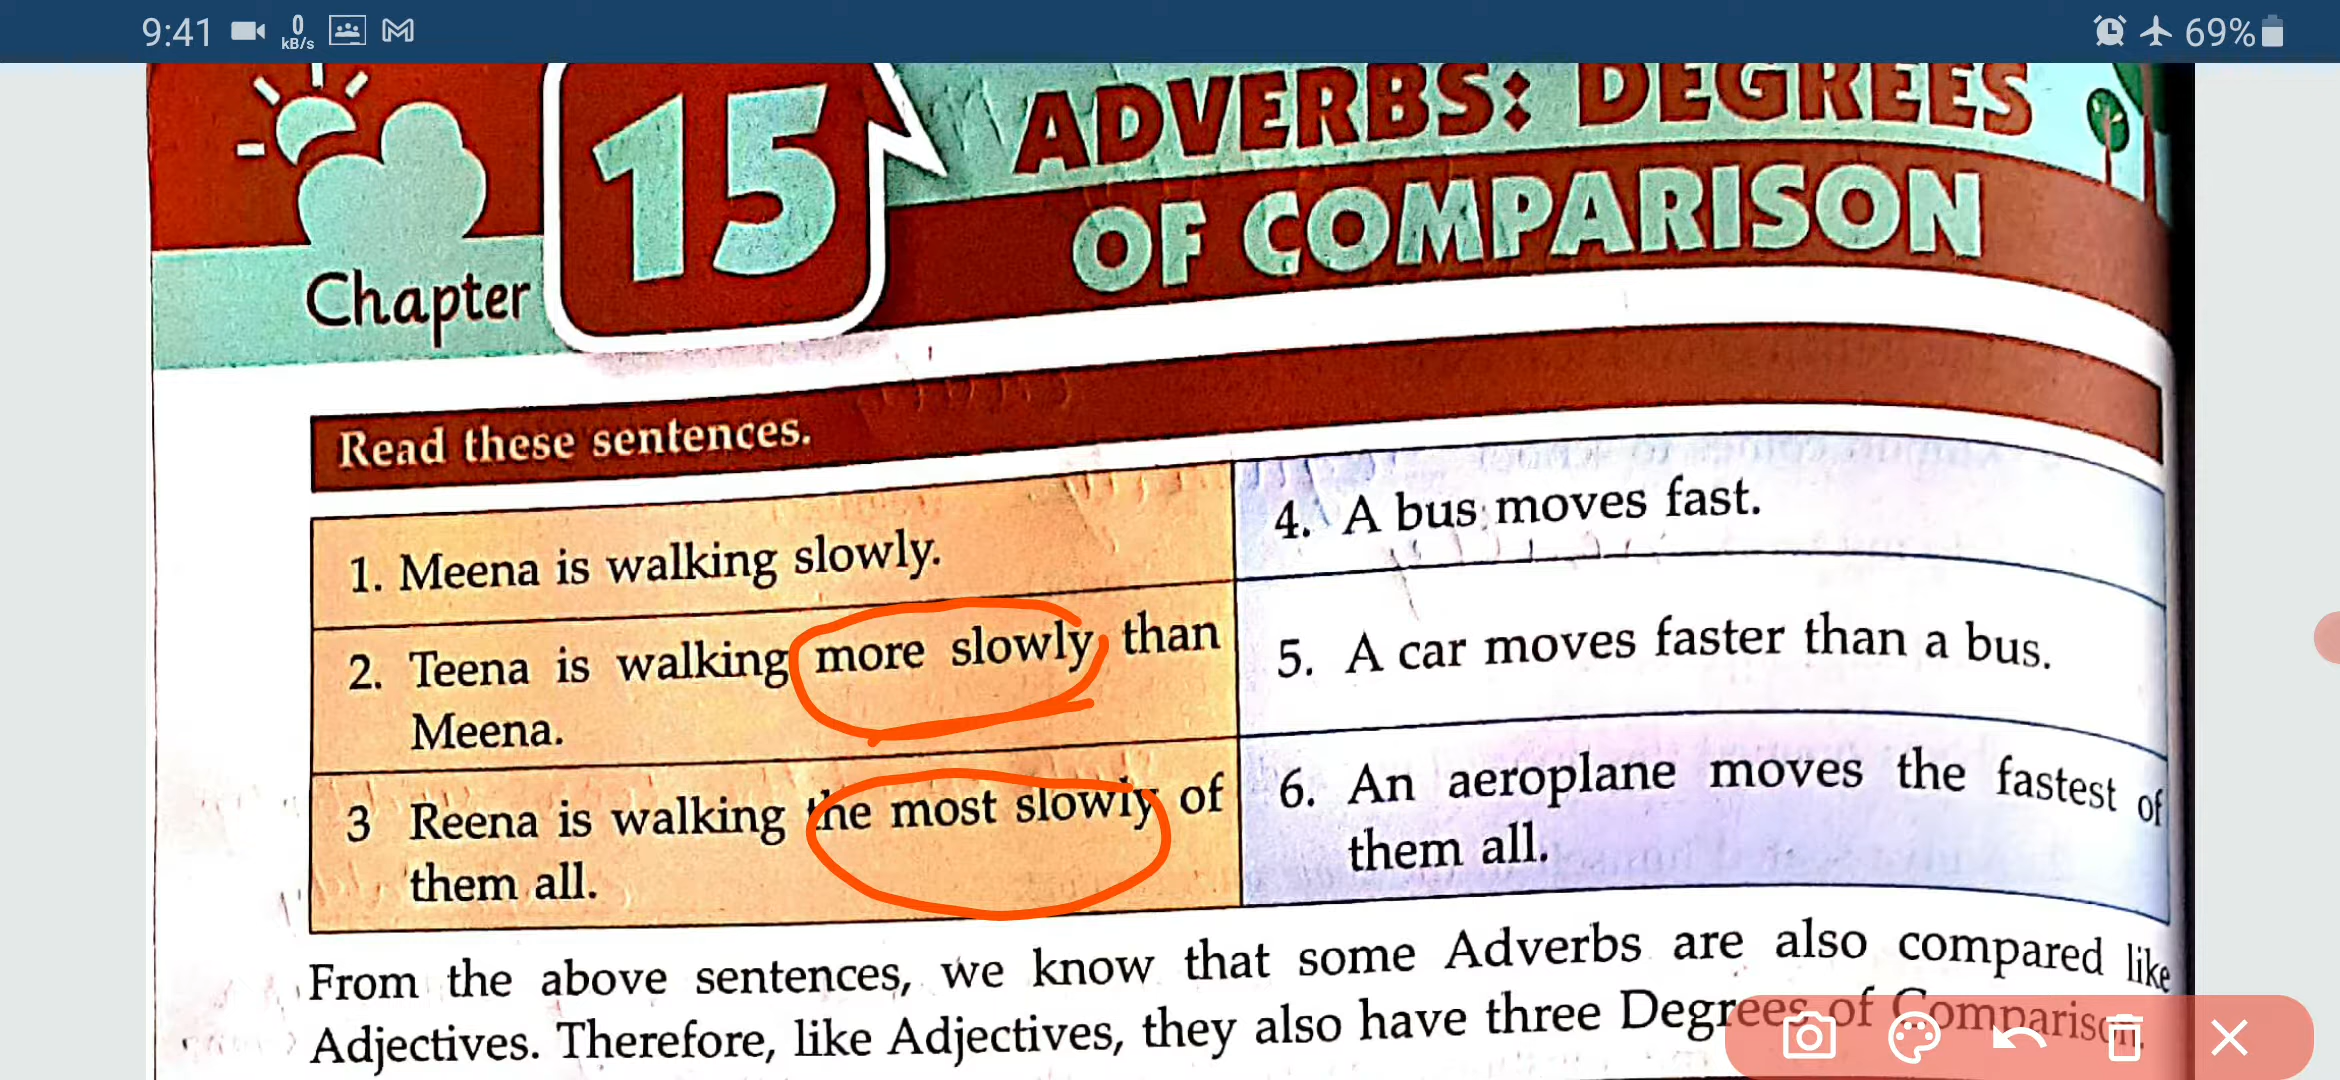 9:41
0
kB/s
69%
Chapter
15
ADVERBS: DEGREES
OF COMPARISON
Read these sentences.
1. Meena is walking slowly.
2. Teena is walking more slowly than
Meena.
3 Reena is walking the most slowly of
them all.
4. A bus moves fast.
5. A car moves faster than a bus.
6. An aeroplane moves the fastest of
them all.
From the above sentences, we know that some Adverbs are also compared like
Adjectives. Therefore, like Adjectives, they also have three Degrees of Comparison.